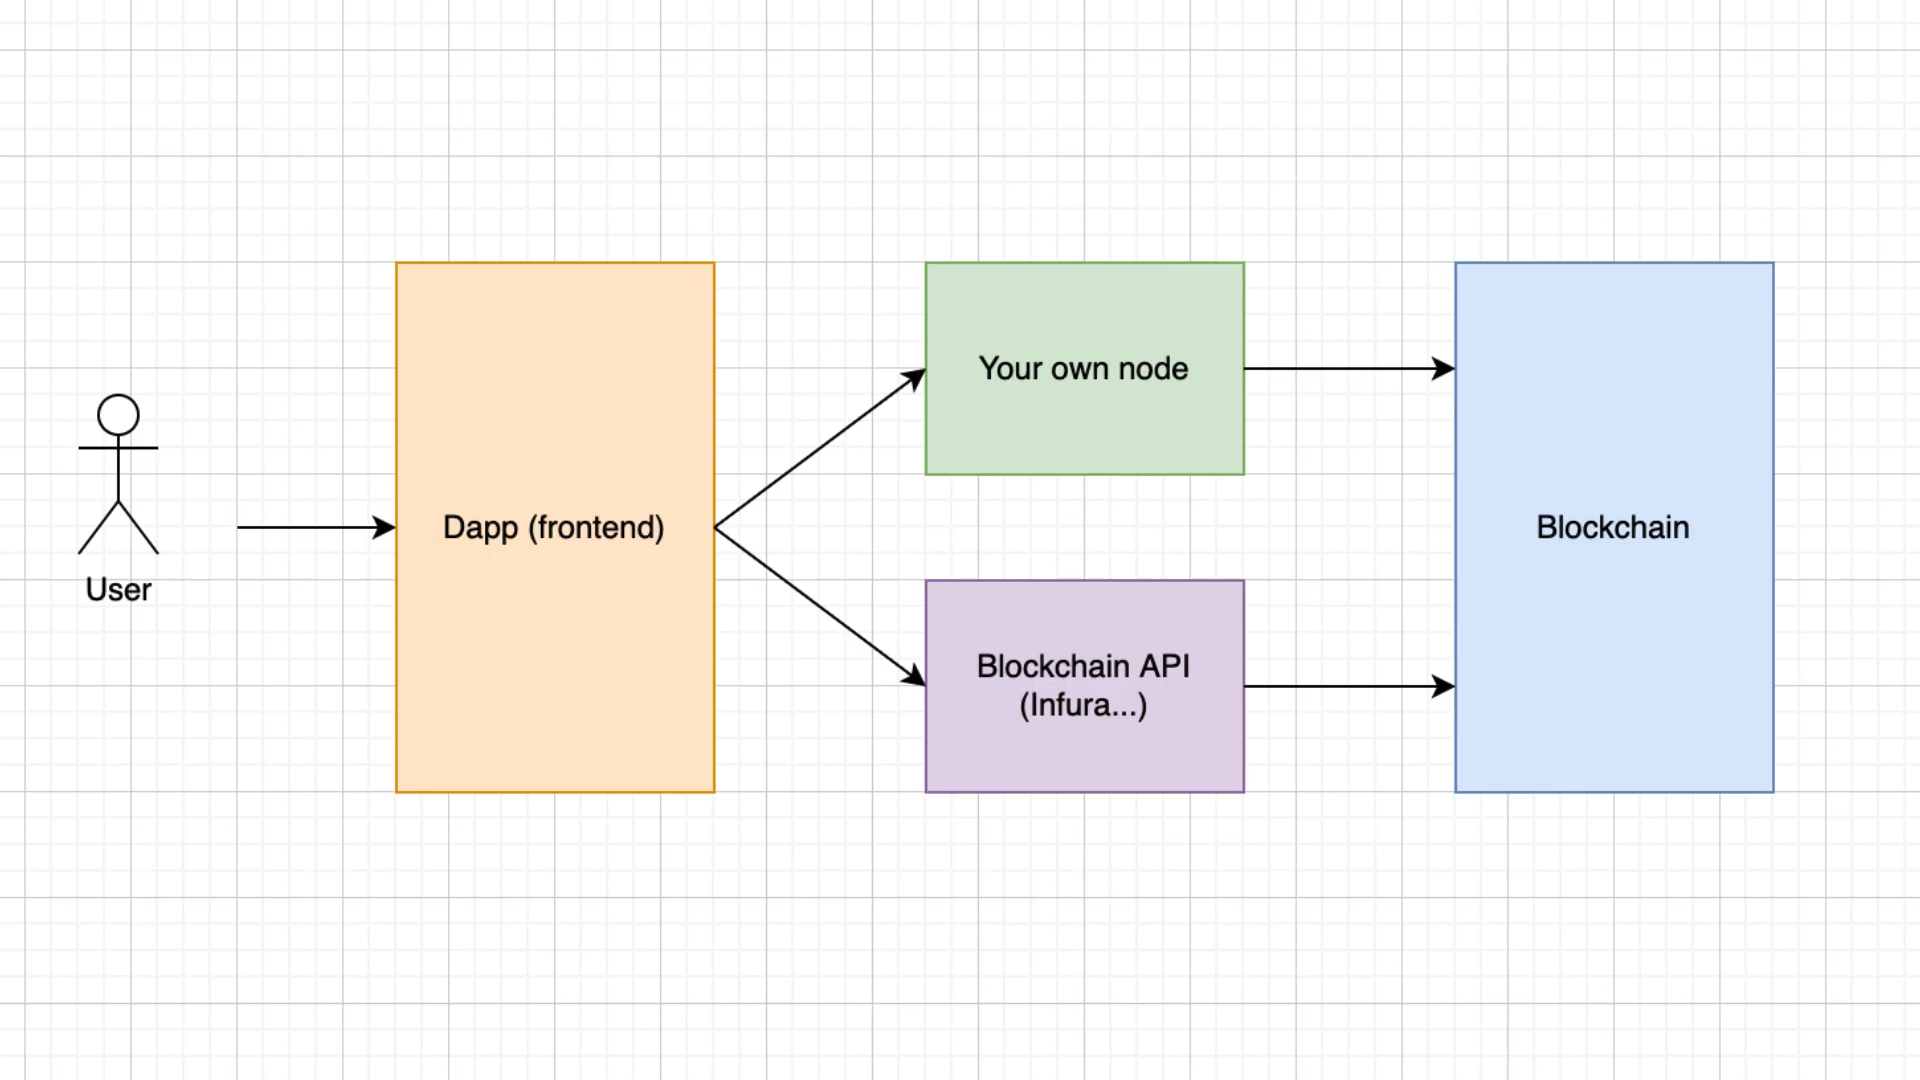 User
Dapp (frontend)
Your own node
Blockchain API
(Infura...)
Blockchain